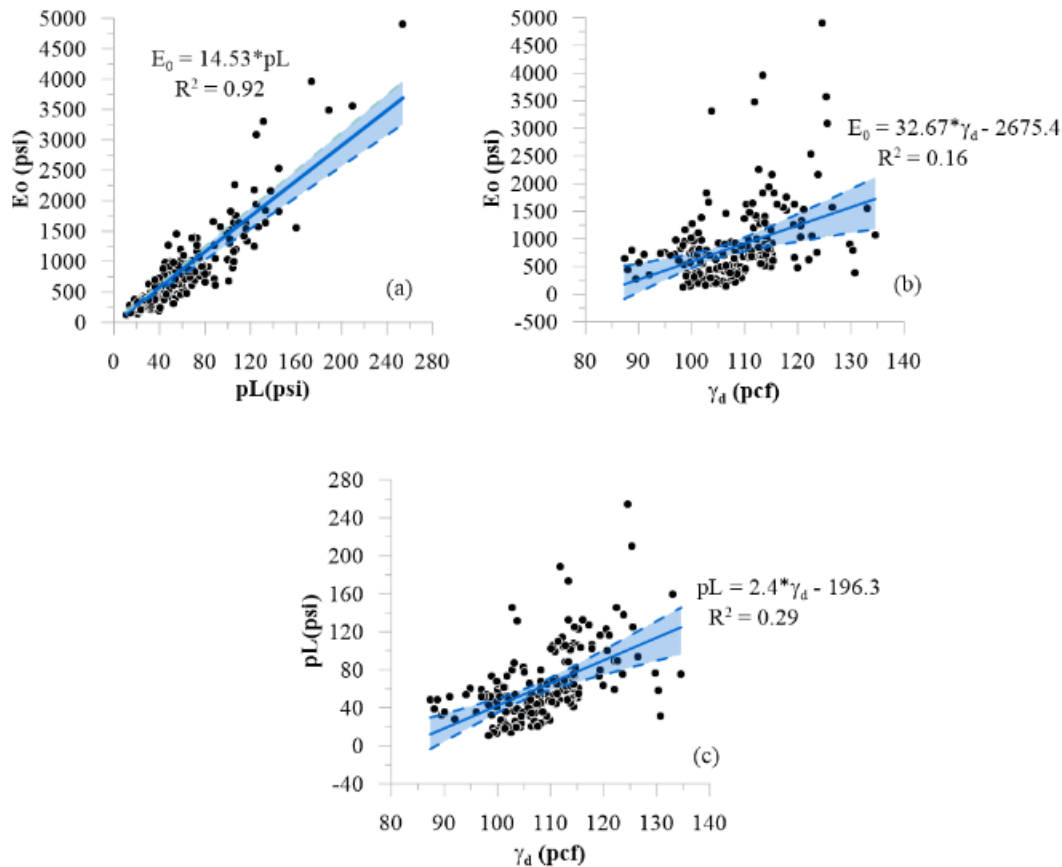 5000
4500
4000
3500
3000
2500
2000
1500
1000
500
0
Eo (psi)
E₀ = 14.53*pL
R² = 0.92
(a)
0 40 80 120 160 200 240 280
pL(psi)
5000
4500
4000
3500
3000
2500
2000
1500
1000
500
0
-500
Eo (psi)
E₀ = 32.67*γd - 2675.4
R² = 0.16
(b)
80 90 100 110 120 130 140
γd (pcf)
280
240
200
160
120
80
40
0
-40
pL(psi)
pL = 2.4*γd - 196.3
R² = 0.29
(c)
80 90 100 110 120 130 140
γd (pcf)